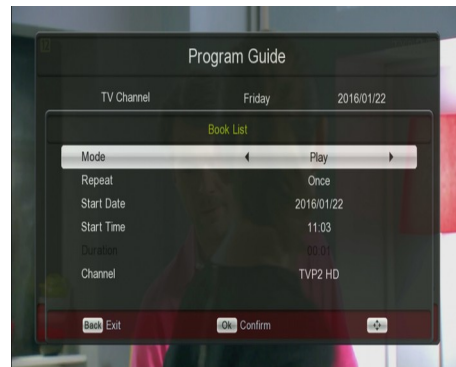 Program Guide
TV Channel Friday 2016/01/22
Book List
Mode Play
Repeat Once
Start Date 2016/01/22
Start Time 11:03
Duration 00:01
Channel TVP2 HD
Back Exit Ok Confirm